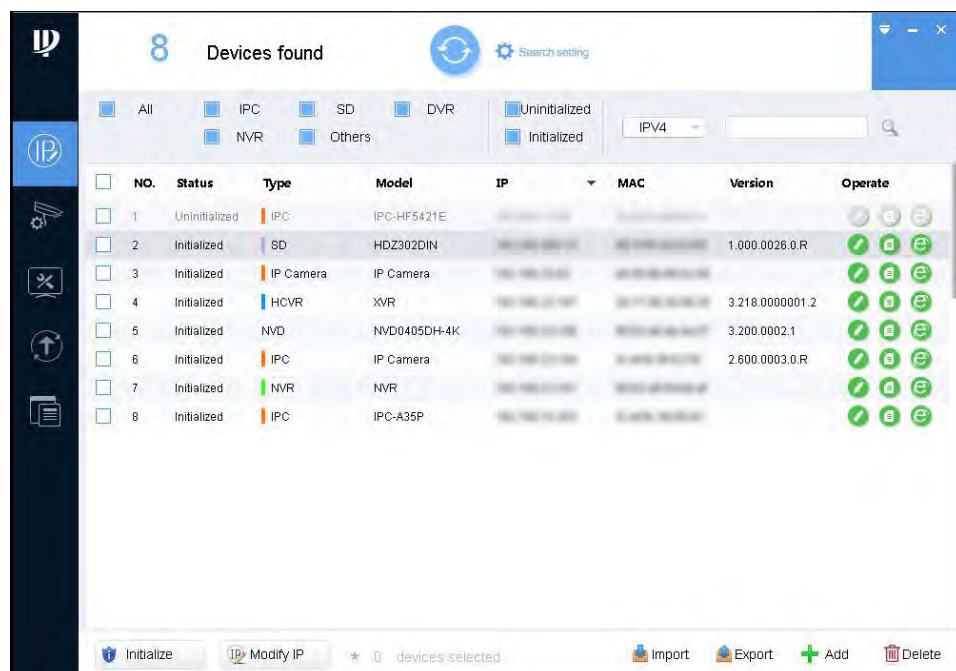 IP
8 Devices found Search setting
All IPC SD DVR Uninitialized
NVR Others Initialized
IPV4
NO. Status Type Model IP MAC Version Operate
1 Uninitialized IPC IPC-HF5421E
2 Initialized SD HDZ302DIN 1.000.0026.0.R
3 Initialized IP Camera IP Camera
4 Initialized HCVR XVR 3.218.0000001.2
5 Initialized NVD NVD0405DH-4K 3.200.0002.1
6 Initialized IPC IP Camera 2.600.0003.0.R
7 Initialized NVR NVR
8 Initialized IPC IPC-A35P
Initialize Modify IP * 0 devices selected Import Export Add Delete